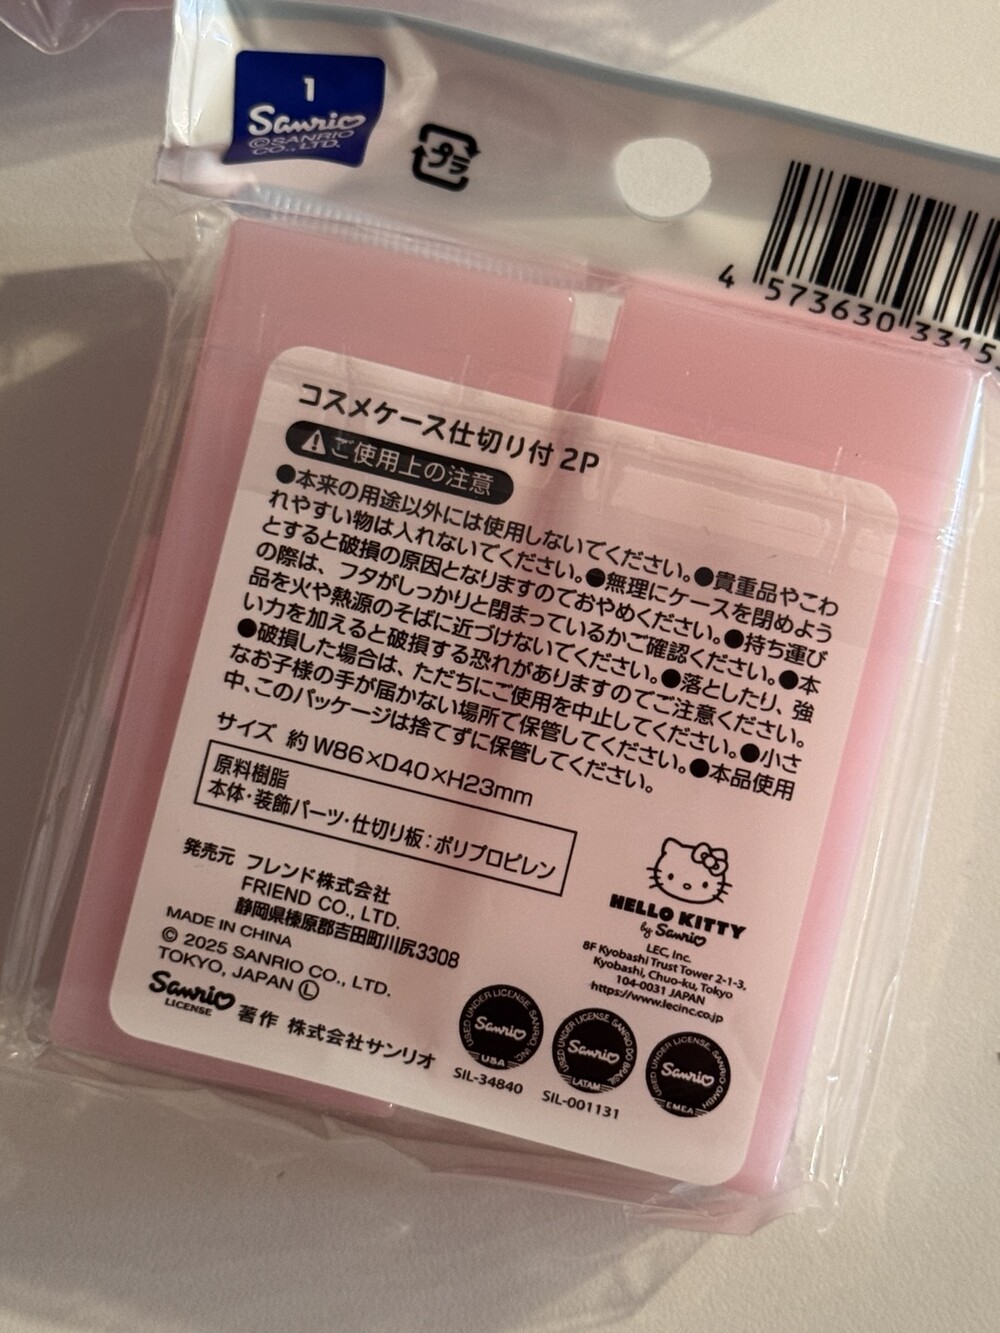 1
Sanrio
©SANRIO
CO., LTD.
プラ
4 573630 33153
コスメケース仕切り付 2P
ご使用上の注意
●本来の用途以外には使用しないでください。●貴重品やこわ
れやすい物は入れないでください。●無理にケースを閉めよう
とすると破損の原因となりますのでおやめください。●持ち運び
の際は、フタがしっかりと閉まっているかご確認ください。●本
品を火や熱源のそばに近づけないでください。●落としたり、強
い力を加えると破損する恐れがありますのでご注意ください。
●破損した場合は、ただちにご使用を中止してください。●小さ
なお子様の手が届かない場所で保管してください。●本品使用
中、このパッケージは捨てずに保管してください。
サイズ 約W86×D40×H23mm
原料樹脂
本体・装飾パーツ・仕切り板：ポリプロピレン
発売元 フレンド株式会社
FRIEND CO., LTD.
静岡県榛原郡吉田町川尻3308
MADE IN CHINA
© 2025 SANRIO CO., LTD.
TOKYO, JAPAN Ⓛ
Sanrio
LICENSE
著作 株式会社サンリオ
HELLO KITTY
by Sanrio
LEC, Inc.
8F Kyobashi Trust Tower 2-1-3,
Kyobashi, Chuo-ku, Tokyo
104-0031 JAPAN
https://www.lecinc.co.jp
USED UNDER LICENSE. SANRIO, INC.
Sanrio
USA
SIL-34840
USED UNDER LICENSE. SANRIO DO BRASIL
Sanrio
LATAM
SIL-001131
USED UNDER LICENSE. SANRIO GMBH
Sanrio
EMEA